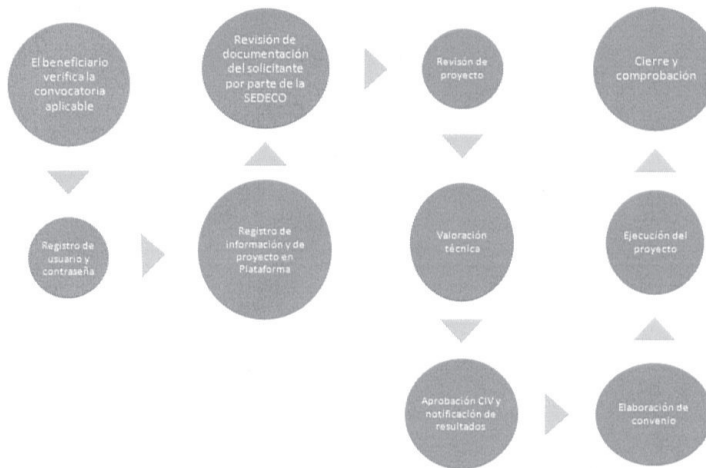 El beneficiario
verifica la
convocatoria
aplicable
Registro de
usuario y
contraseña
Registro de
información y de
proyecto en
Plataforma
Revisión de
documentación
del solicitante
por parte de la
SEDECO
Revisón de
proyecto
Valoración
técnica
Aprobación CIV y
notificación de
resultados
Elaboración de
convenio
Ejecución del
proyecto
Cierre y
comprobación